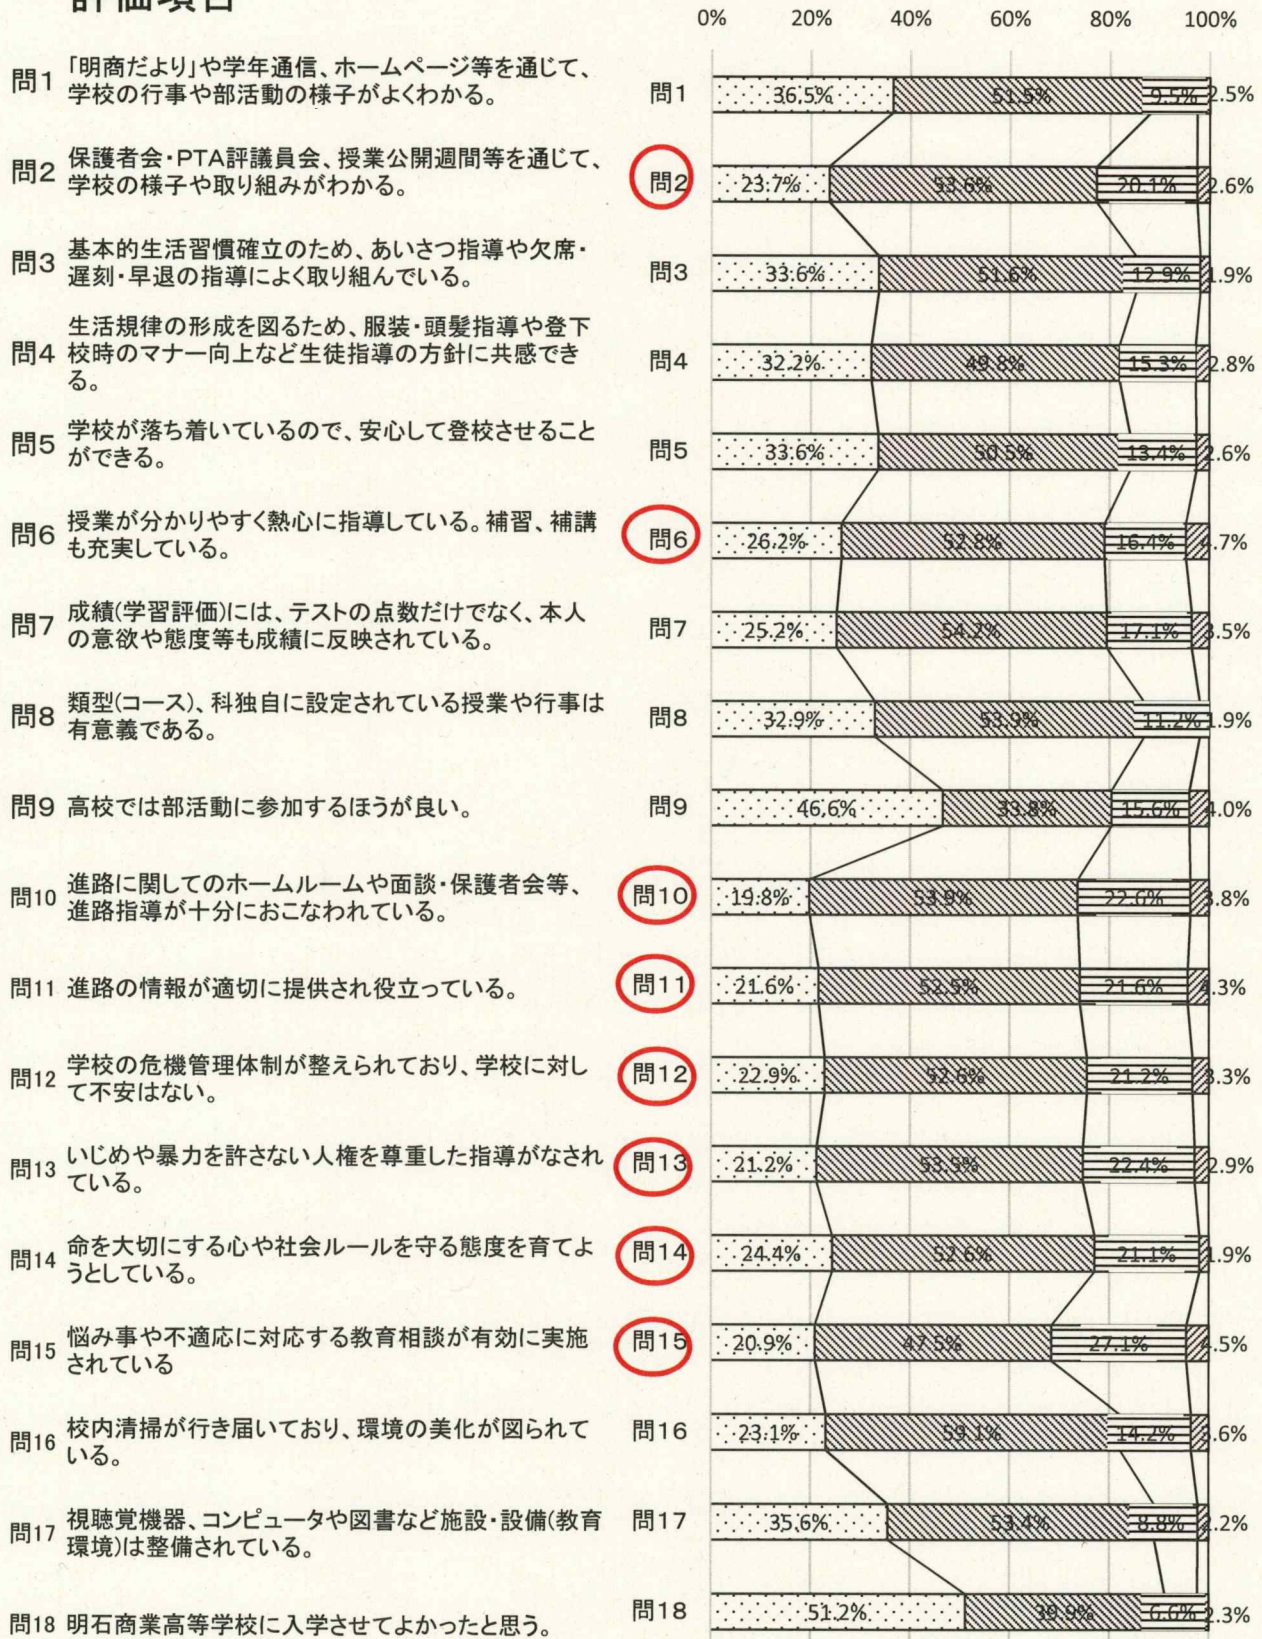 評価項目
0% 20% 40% 60% 80% 100%
問1 「明商だより」や学年通信、ホームページ等を通じて、
学校の行事や部活動の様子がよくわかる。
問1 36.5% 51.5% 9.5% 2.5%
問2 保護者会・PTA評議員会、授業公開週間等を通じて、
学校の様子や取り組みがわかる。
問2 23.7% 53.6% 20.1% 2.6%
問3 基本的生活習慣確立のため、あいさつ指導や欠席・
遅刻・早退の指導によく取り組んでいる。
問3 33.6% 51.6% 12.9% 1.9%
問4 生活規律の形成を図るため、服装・頭髪指導や登下
校時のマナー向上など生徒指導の方針に共感でき
る。
問4 32.2% 49.8% 15.3% 2.8%
問5 学校が落ち着いているので、安心して登校させること
ができる。
問5 33.6% 50.5% 13.4% 2.6%
問6 授業が分かりやすく熱心に指導している。補習、補講
も充実している。
問6 26.2% 52.8% 16.4% 4.7%
問7 成績(学習評価)には、テストの点数だけでなく、本人
の意欲や態度等も成績に反映されている。
問7 25.2% 54.2% 17.1% 3.5%
問8 類型(コース)、科独自に設定されている授業や行事は
有意義である。
問8 32.9% 53.9% 11.2% 1.9%
問9 高校では部活動に参加するほうが良い。
問9 46.6% 33.8% 15.6% 4.0%
問10 進路に関してのホームルームや面談・保護者会等、
進路指導が十分におこなわれている。
問10 19.8% 53.9% 22.6% 3.8%
問11 進路の情報が適切に提供され役立っている。
問11 21.6% 52.5% 21.6% 4.3%
問12 学校の危機管理体制が整えられており、学校に対し
て不安はない。
問12 22.9% 52.6% 21.2% 3.3%
問13 いじめや暴力を許さない人権を尊重した指導がなされ
ている。
問13 21.2% 53.5% 22.4% 2.9%
問14 命を大切にする心や社会ルールを守る態度を育てよ
うとしている。
問14 24.4% 52.6% 21.1% 1.9%
問15 悩み事や不適応に対応する教育相談が有効に実施
されている
問15 20.9% 47.5% 27.1% 4.5%
問16 校内清掃が行き届いており、環境の美化が図られて
いる。
問16 23.1% 59.1% 14.2% 3.6%
問17 視聴覚機器、コンピュータや図書など施設・設備(教育
環境)は整備されている。
問17 35.6% 53.4% 8.8% 2.2%
問18 明石商業高等学校に入学させてよかったと思う。
問18 51.2% 39.9% 6.6% 2.3%